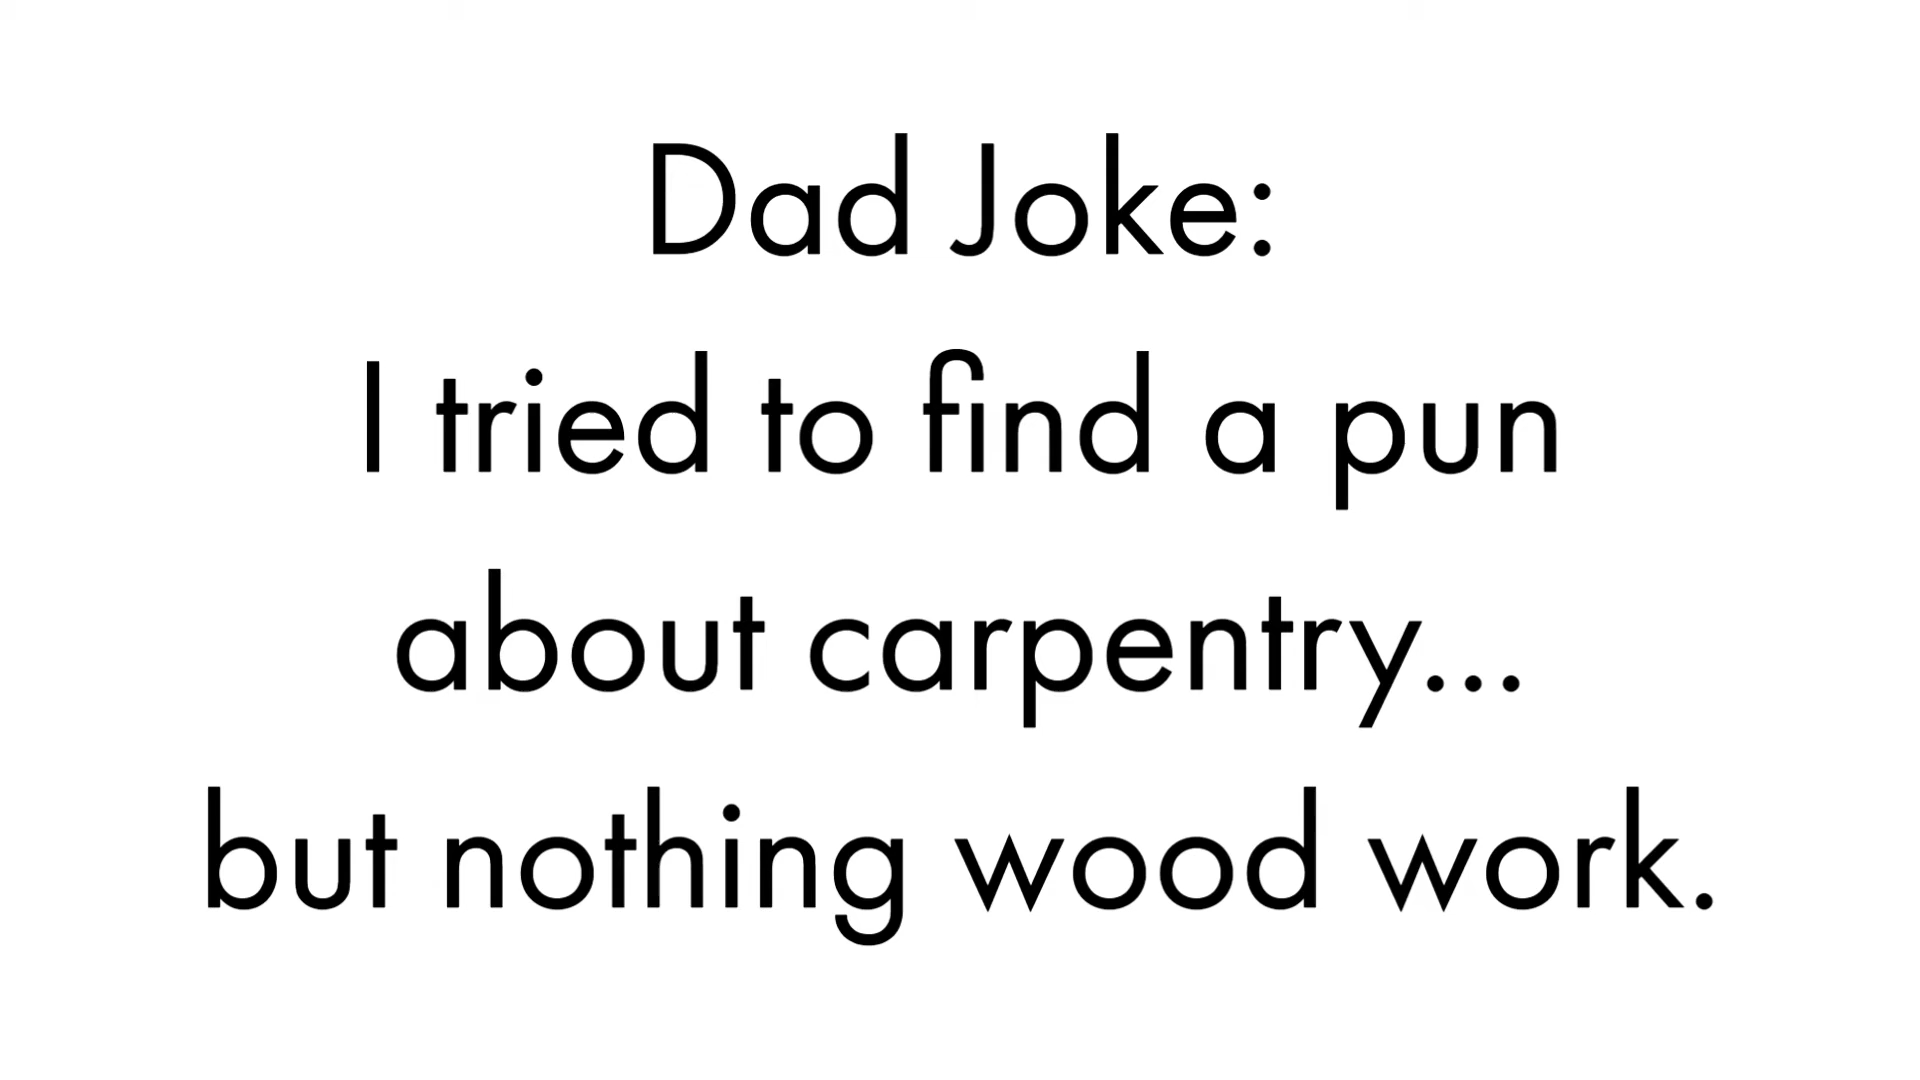 Dad Joke:
I tried to find a pun
about carpentry...
but nothing wood work.